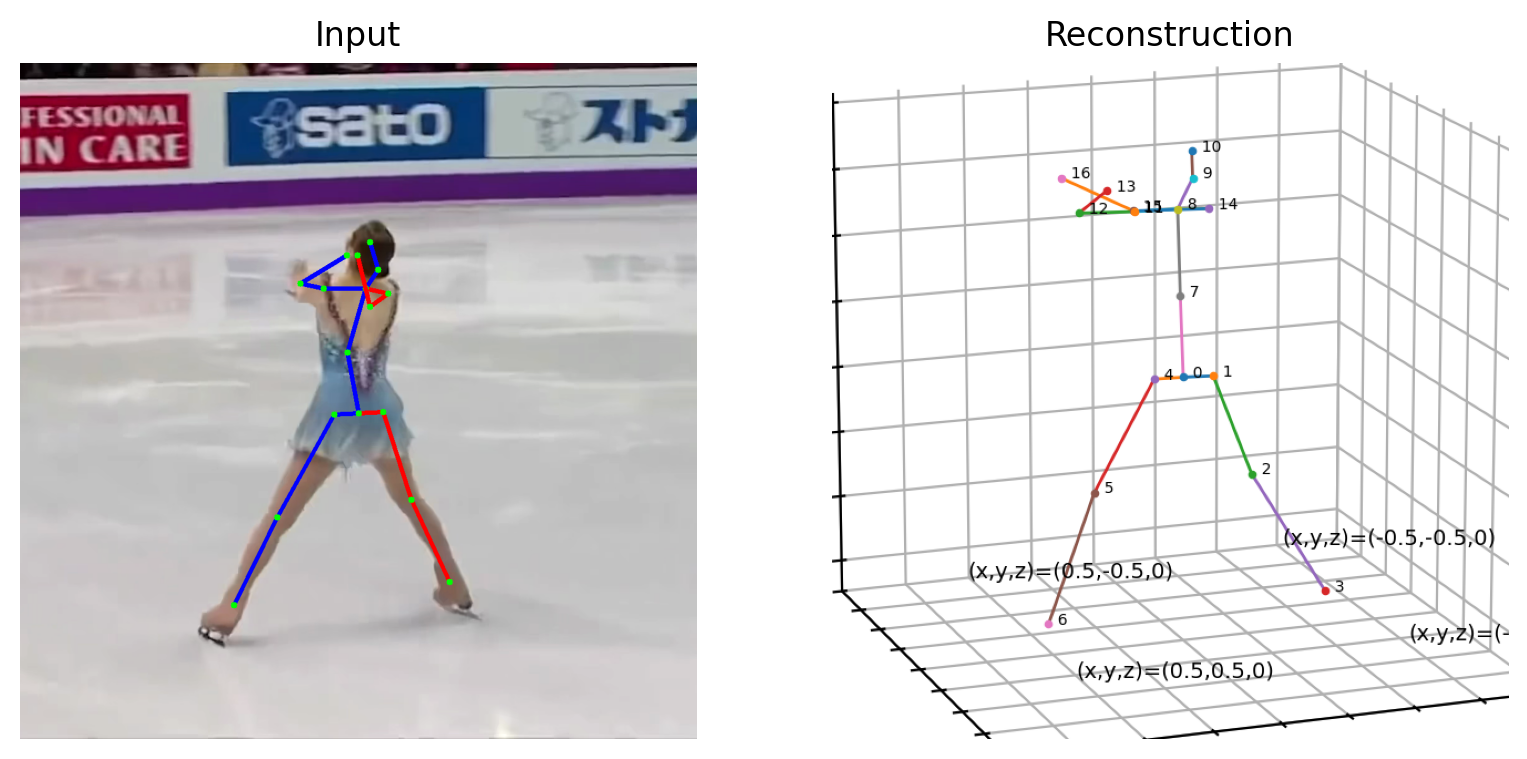 Input
Reconstruction
FESSIONAL
IN CARE
sato
スト
10
9
16
13
12
15
8
14
7
4
0
1
2
5
(x,y,z)=(-0.5,-0.5,0)
(x,y,z)=(0.5,-0.5,0)
3
6
(x,y,z)=(-
(x,y,z)=(0.5,0.5,0)